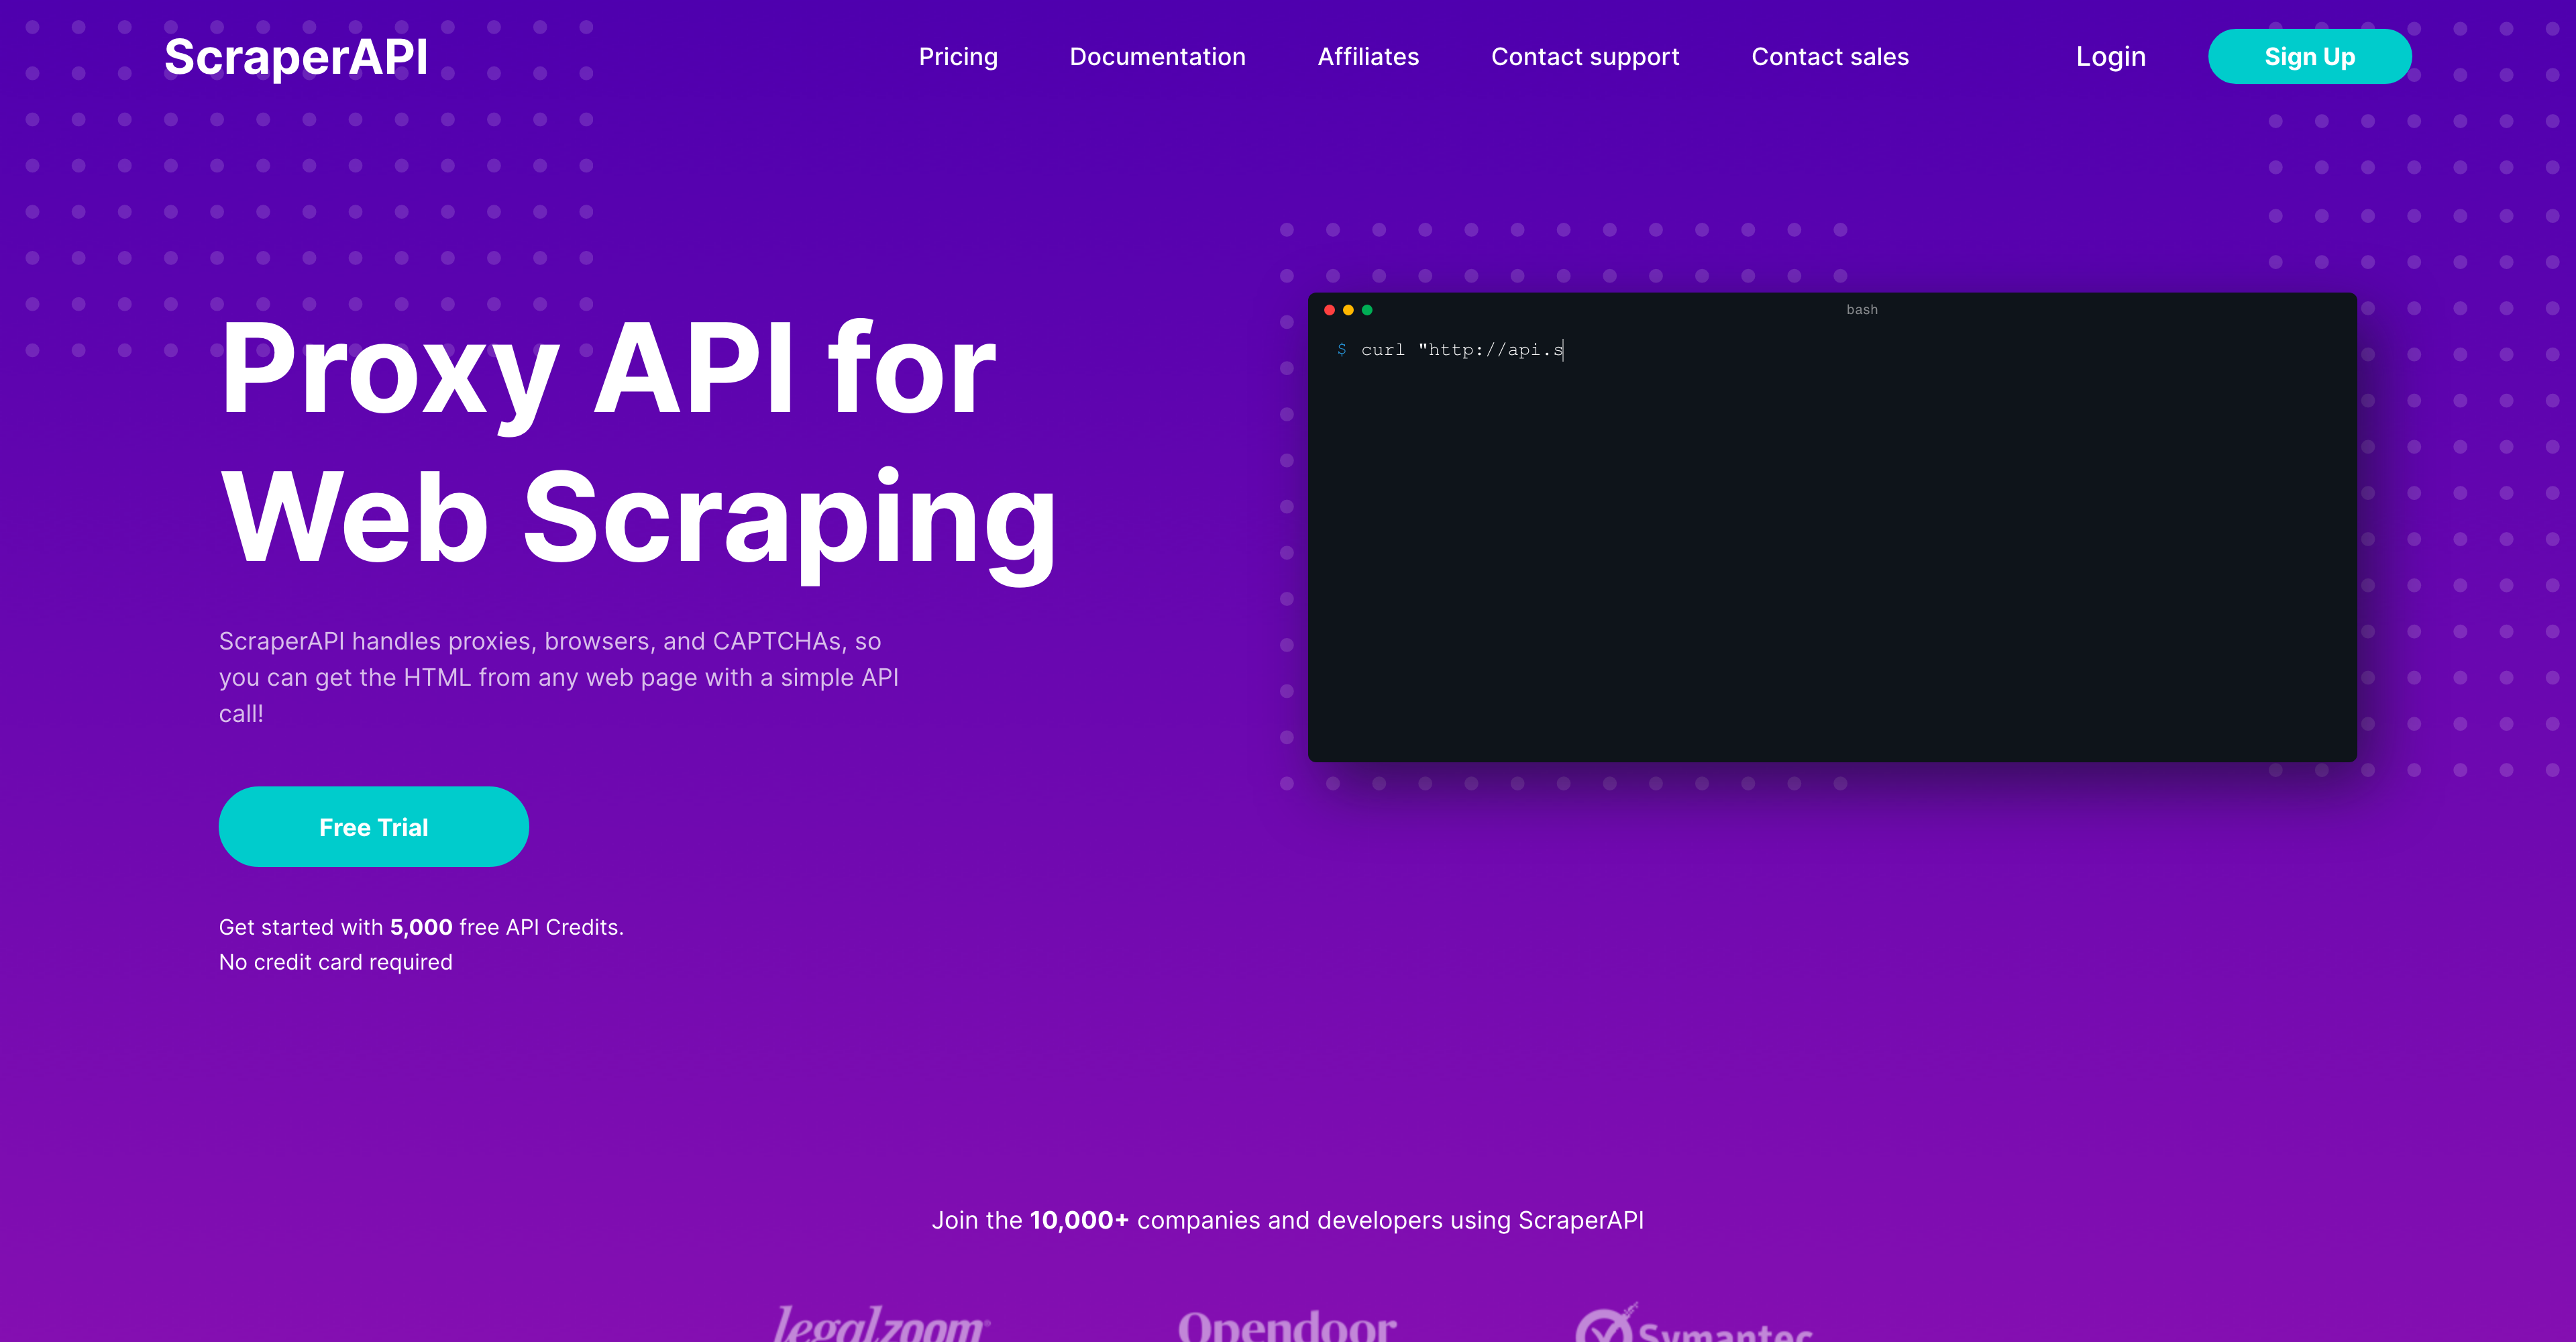 ScraperAPI
Pricing
Documentation
Affiliates
Contact support
Contact sales
Login
Sign Up
Proxy API for
Web Scraping
ScraperAPI handles proxies, browsers, and CAPTCHAs, so
you can get the HTML from any web page with a simple API
call!
Free Trial
Get started with 5,000 free API Credits.
No credit card required
bash
$ curl "http://api.s
Join the 10,000+ companies and developers using ScraperAPI
legalzoom®
Opendoor
Symantec